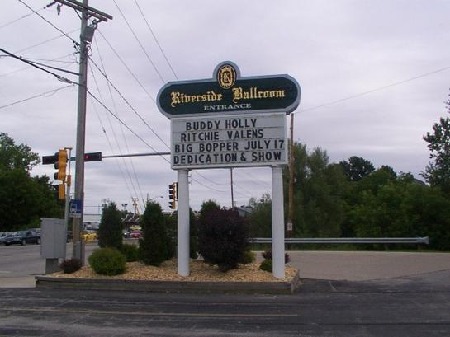 Riverside Ballroom
ENTRANCE
BUDDY HOLLY
RITCHIE VALENS
BIG BOPPER JULY 17
DEDICATION & SHOW